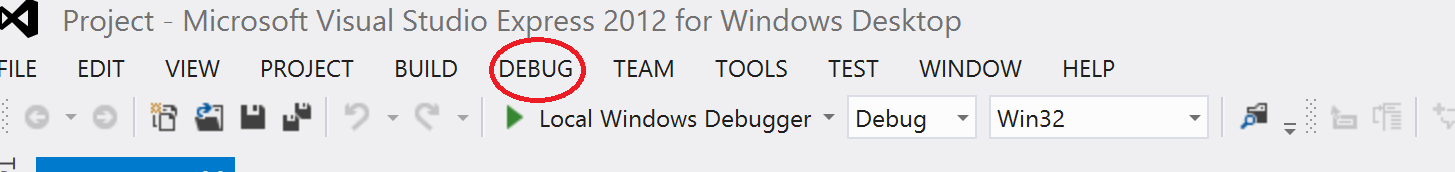 Project - Microsoft Visual Studio Express 2012 for Windows Desktop
FILE EDIT VIEW PROJECT BUILD DEBUG TEAM TOOLS TEST WINDOW HELP
Local Windows Debugger Debug Win32